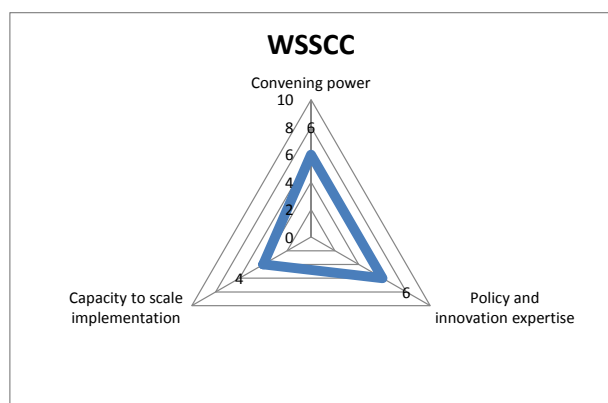 WSSCC
Convening power
10
8
6
6
4
2
0
4
6
Capacity to scale
implementation
Policy and
innovation expertise